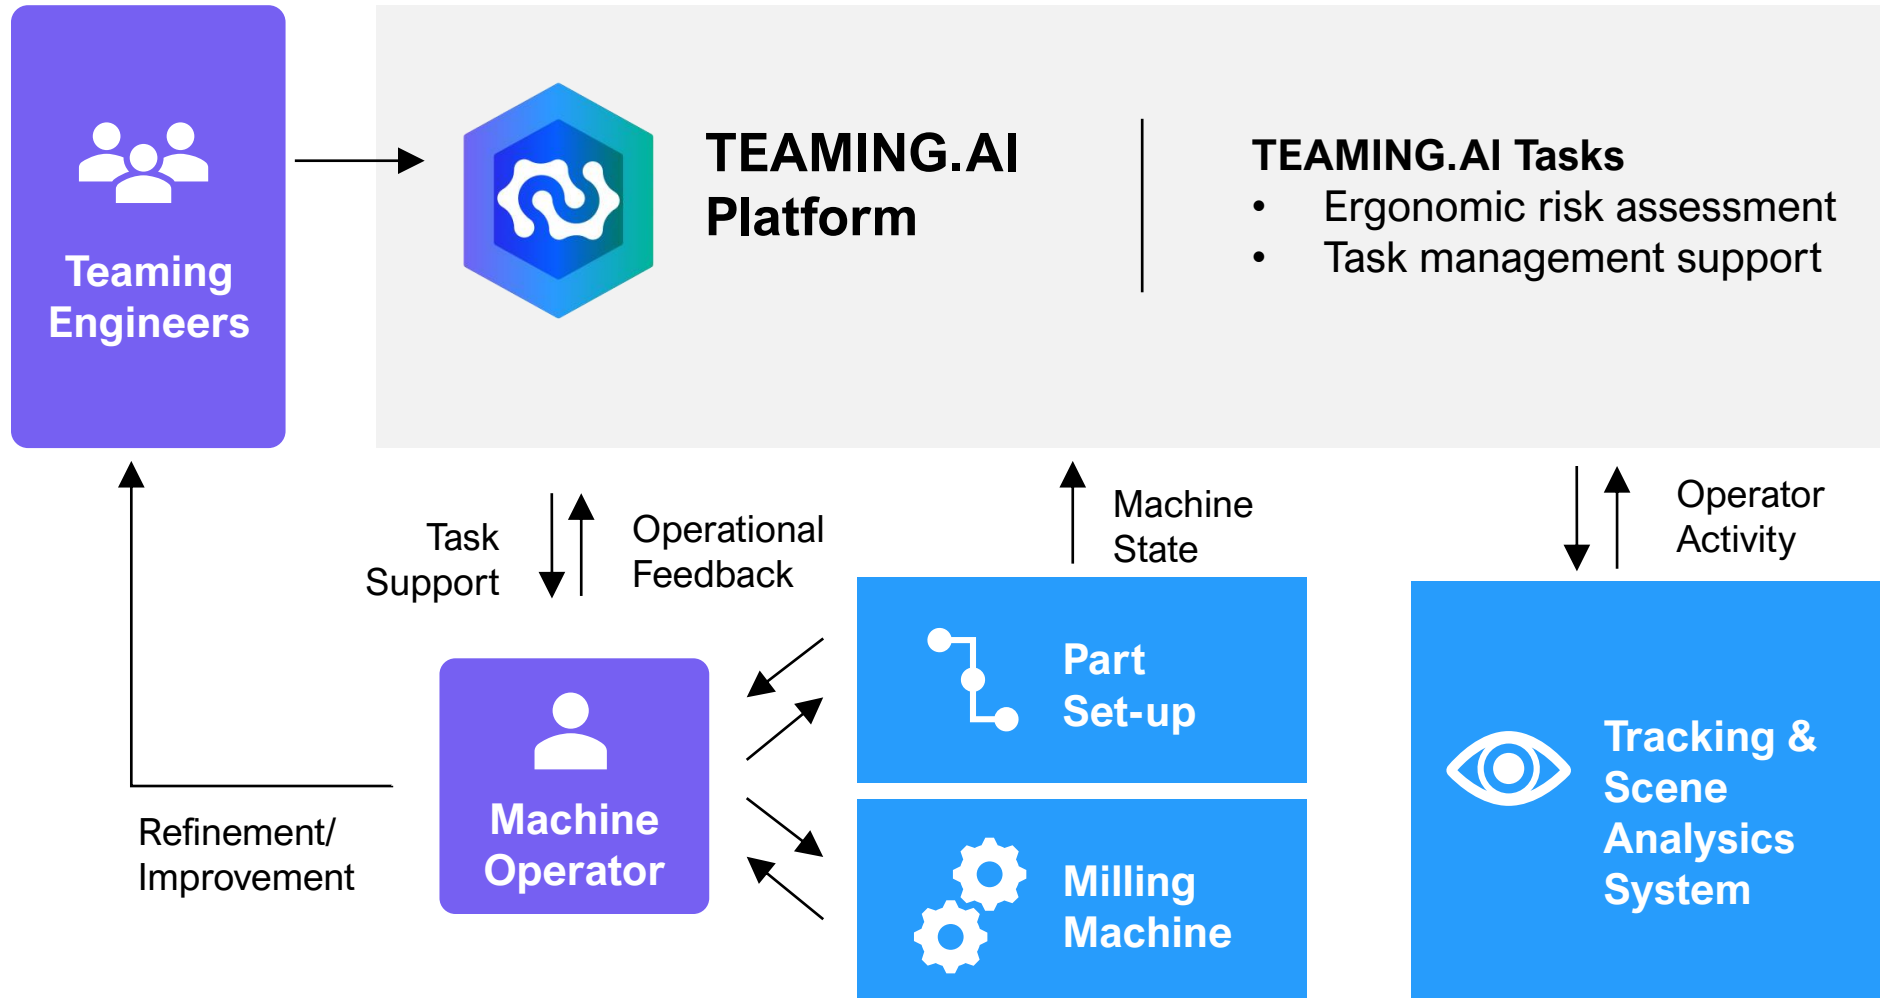 Teaming
Engineers
TEAMING.AI
Platform
TEAMING.AI Tasks
• Ergonomic risk assessment
• Task management support
Task
Support
Operational
Feedback
Machine
State
Operator
Activity
Refinement/
Improvement
Machine
Operator
Part
Set-up
Milling
Machine
Tracking &
Scene
Analysics
System